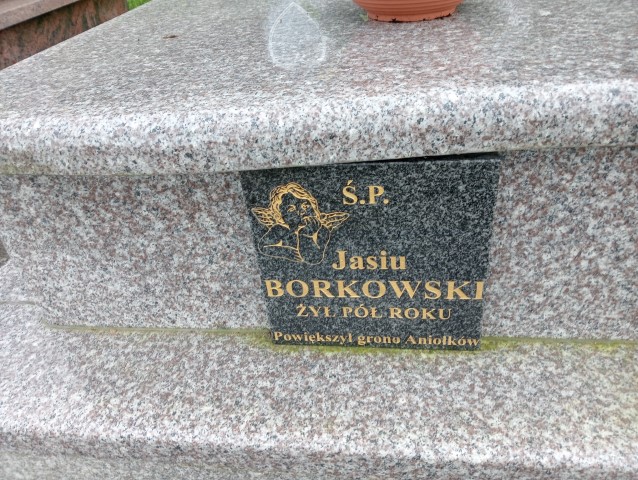 Ś.P.
Jasiu
BORKOWSKI
ŻYŁ PÓŁ ROKU
Powiększył grono Aniołków